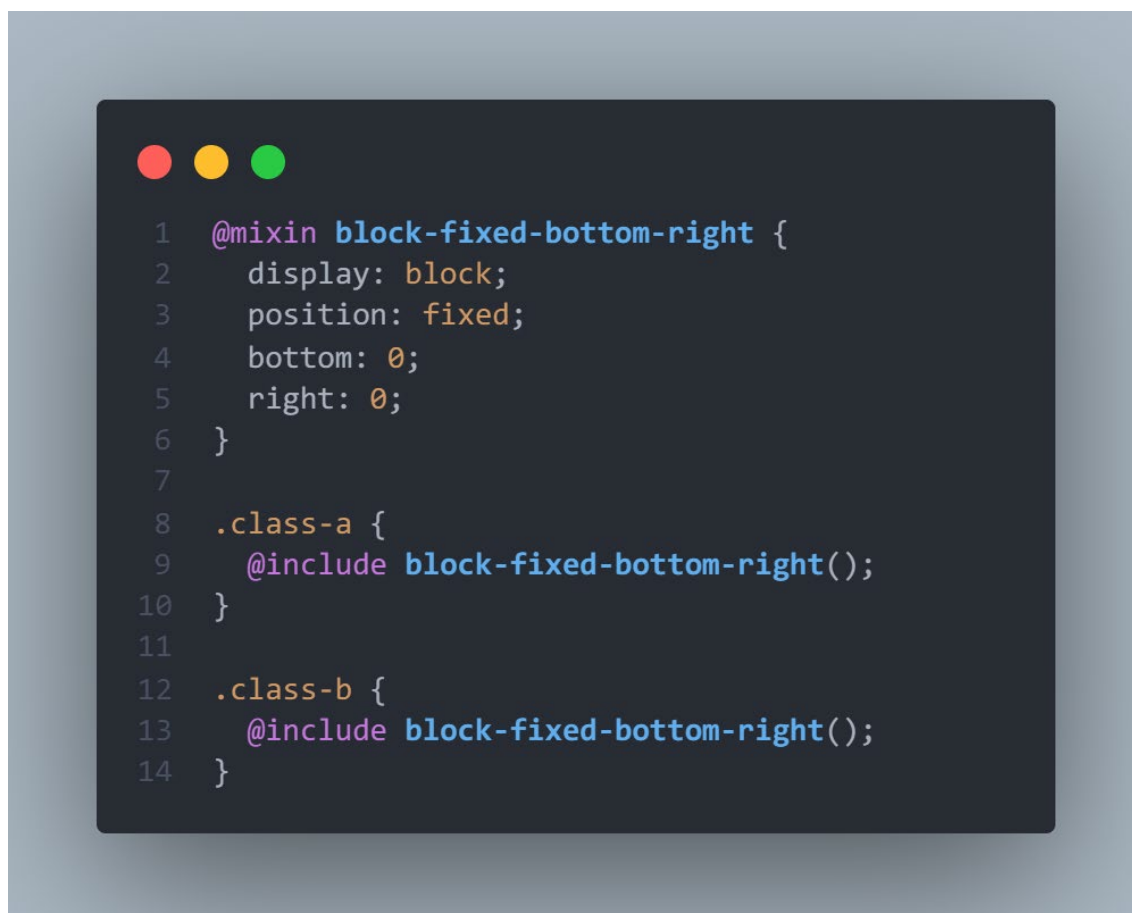 1 @mixin block-fixed-bottom-right {
2   display: block;
3   position: fixed;
4   bottom: 0;
5   right: 0;
6 }
7
8 .class-a {
9   @include block-fixed-bottom-right();
10 }
11
12 .class-b {
13   @include block-fixed-bottom-right();
14 }